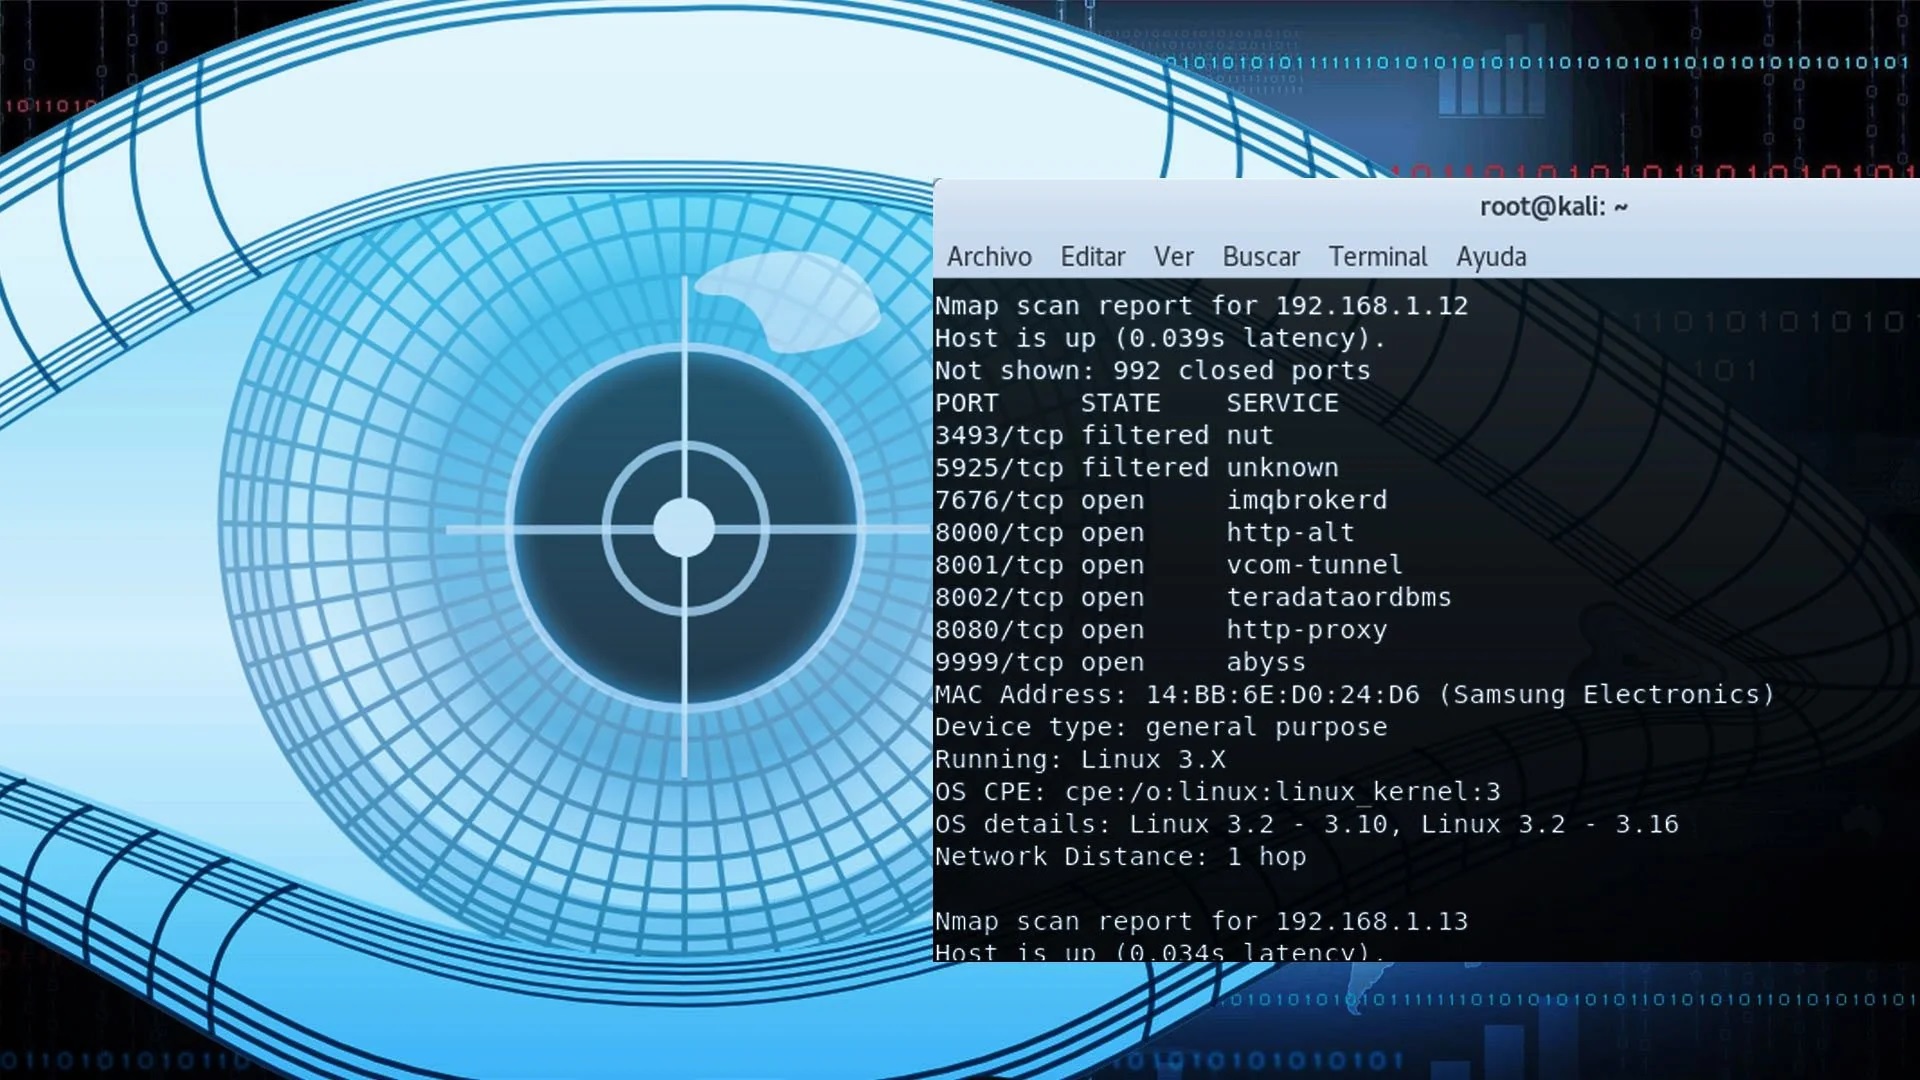 root@kali: ~
Archivo Editar Ver Buscar Terminal Ayuda
Nmap scan report for 192.168.1.12
Host is up (0.039s latency).
Not shown: 992 closed ports
PORT     STATE    SERVICE
3493/tcp filtered nut
5925/tcp filtered unknown
7676/tcp open     imqbrokerd
8000/tcp open     http-alt
8001/tcp open     vcom-tunnel
8002/tcp open     teradataordbms
8080/tcp open     http-proxy
9999/tcp open     abyss
MAC Address: 14:BB:6E:D0:24:D6 (Samsung Electronics)
Device type: general purpose
Running: Linux 3.X
OS CPE: cpe:/o:linux:linux_kernel:3
OS details: Linux 3.2 - 3.10, Linux 3.2 - 3.16
Network Distance: 1 hop
Nmap scan report for 192.168.1.13
Host is up (0.034s latency).